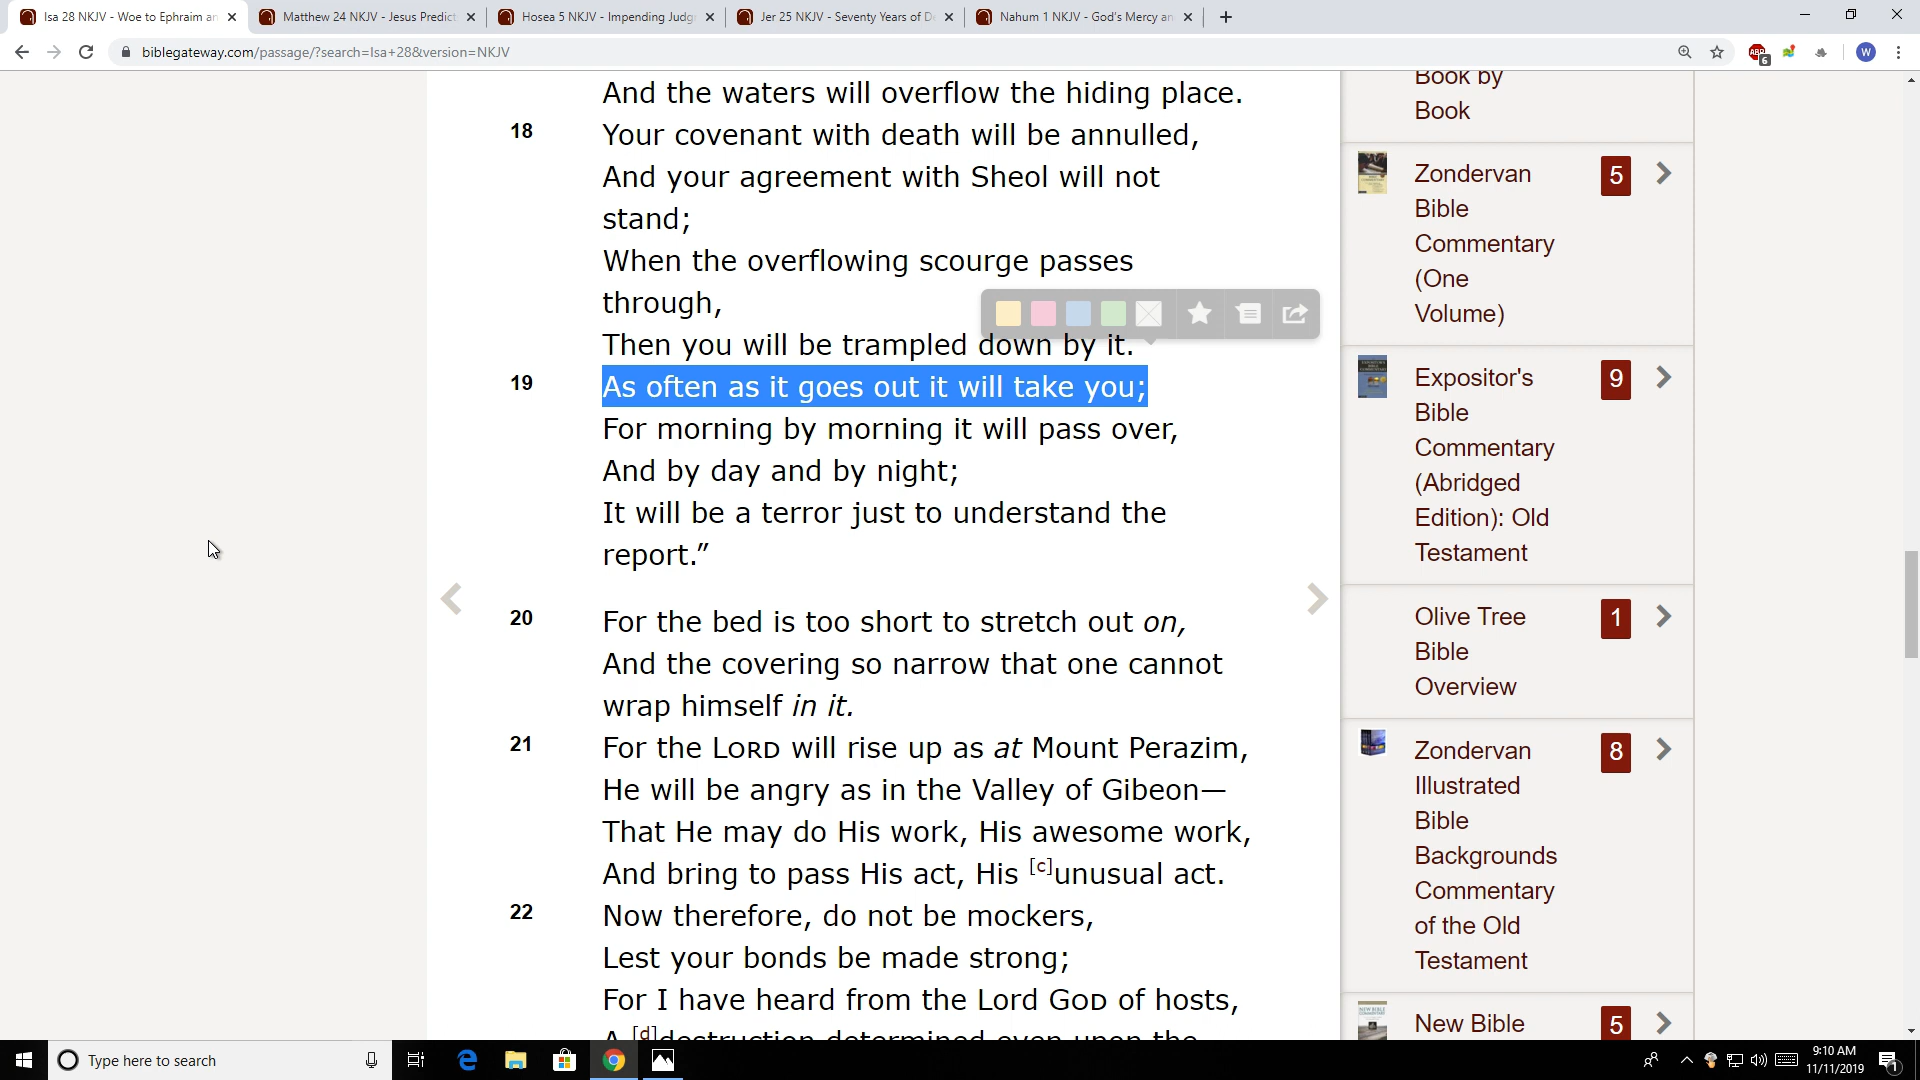 Isa 28 NKJV - Woe to Ephraim an
Matthew 24 NKJV - Jesus Predict
Hosea 5 NKJV - Impending Judg
Jer 25 NKJV - Seventy Years of D
Nahum 1 NKJV - God's Mercy an
biblegateway.com/passage/?search=Isa+28&version=NKJV
ABP
6
W
And the waters will overflow the hiding place.
18 Your covenant with death will be annulled,
And your agreement with Sheol will not
stand;
When the overflowing scourge passes
through,
Then you will be trampled down by it.
19 As often as it goes out it will take you;
For morning by morning it will pass over,
And by day and by night;
It will be a terror just to understand the
report.”
20 For the bed is too short to stretch out on,
And the covering so narrow that one cannot
wrap himself in it.
21 For the LORD will rise up as at Mount Perazim,
He will be angry as in the Valley of Gibeon—
That He may do His work, His awesome work,
And bring to pass His act, His [c]unusual act.
22 Now therefore, do not be mockers,
Lest your bonds be made strong;
For I have heard from the Lord GOD of hosts,
A [d]destruction determined even upon the
Book by
Book
Zondervan 5
Bible
Commentary
(One
Volume)
Expositor's 9
Bible
Commentary
(Abridged
Edition): Old
Testament
Olive Tree 1
Bible
Overview
Zondervan 8
Illustrated
Bible
Backgrounds
Commentary
of the Old
Testament
New Bible 5
Type here to search
9:10 AM
11/11/2019
1